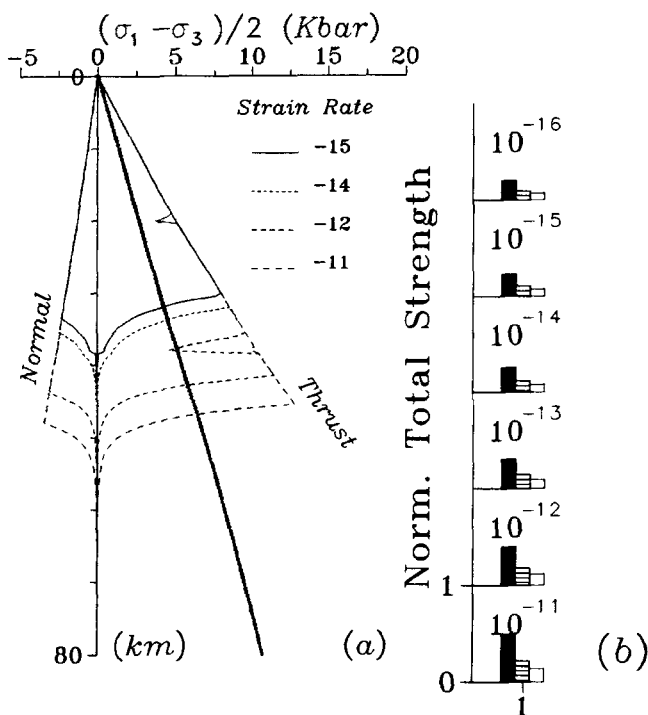 (σ1 −σ3)/2 (Kbar)
−5 0 5 10 15 20
0
Strain Rate
−15
−14
−12
−11
Normal
Thrust
80
(km)
(a)
Norm. Total Strength
10−16
10−15
10−14
10−13
10−12
1
10−11
0
1
(b)